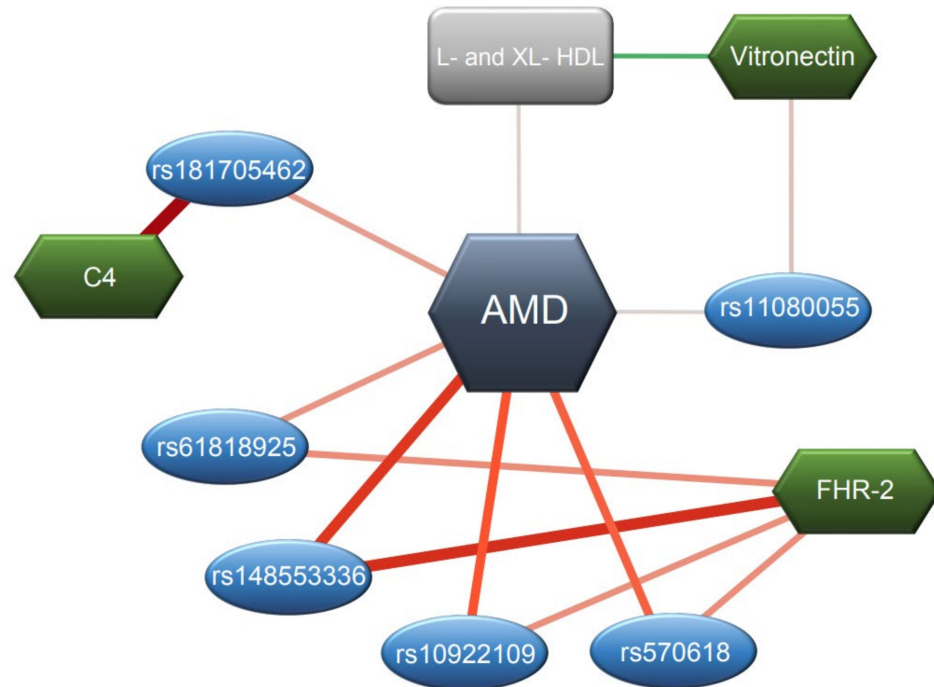 L- and XL- HDL
Vitronectin
rs181705462
C4
AMD
rs11080055
rs61818925
FHR-2
rs148553336
rs10922109
rs570618